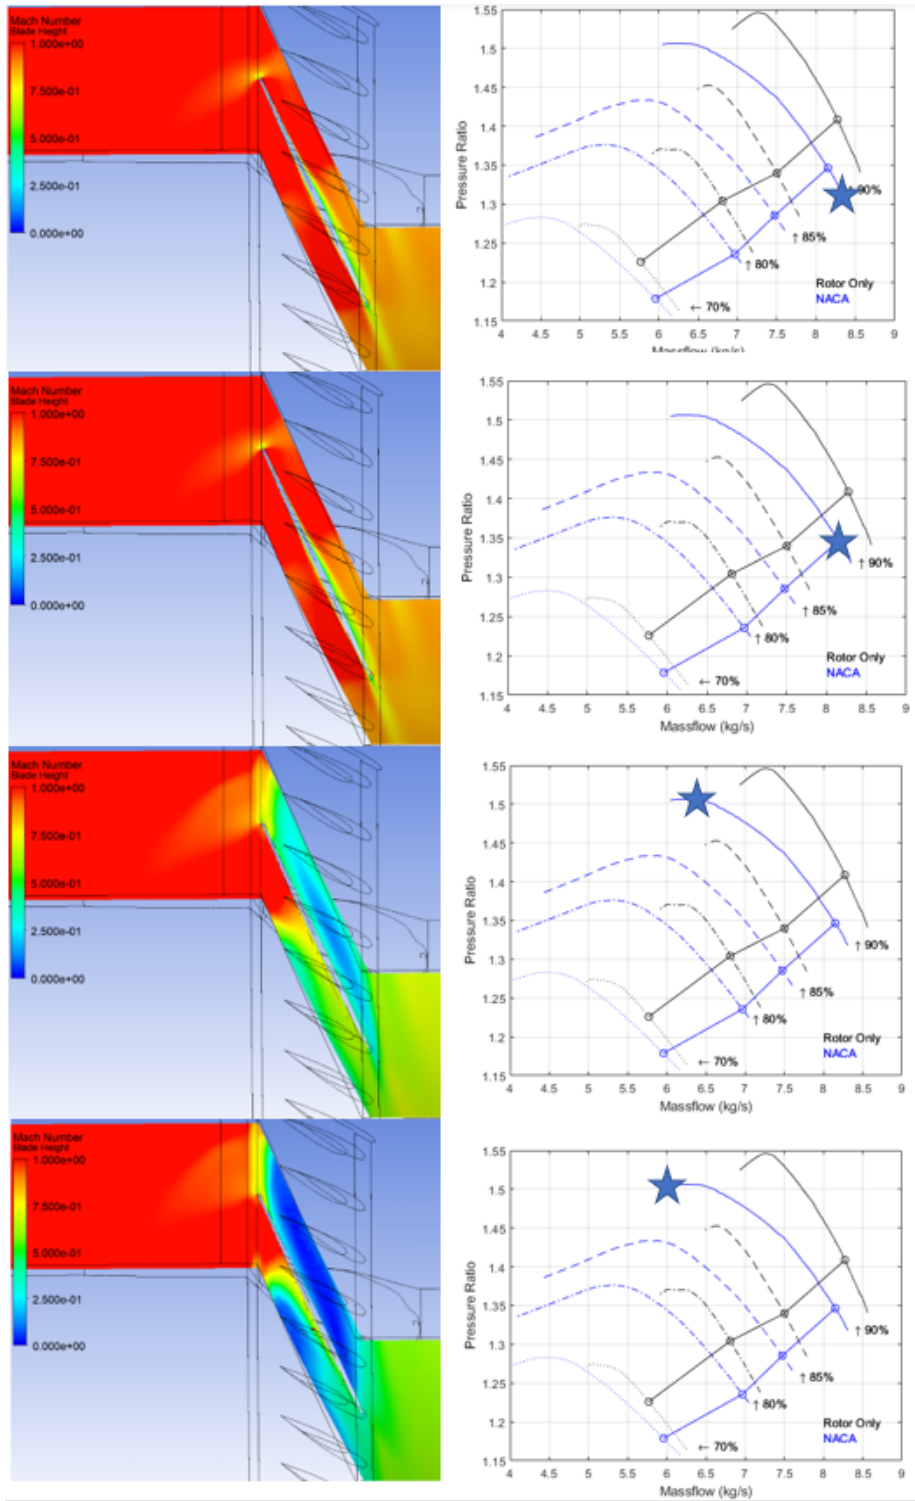 Mach Number
Blade Height
1.000e+00
7.500e-01
5.000e-01
2.500e-01
0.000e+00
1.55
1.5
1.45
1.4
1.35
1.3
1.25
1.2
1.15
Pressure Ratio
90%
↑ 85%
↑ 80%
← 70%
Rotor Only
NACA
4 4.5 5 5.5 6 6.5 7 7.5 8 8.5 9
Massflow (kg/s)
Mach Number
Blade Height
1.000e+00
7.500e-01
5.000e-01
2.500e-01
0.000e+00
1.55
1.5
1.45
1.4
1.35
1.3
1.25
1.2
1.15
Pressure Ratio
↑ 90%
↑ 85%
↑ 80%
← 70%
Rotor Only
NACA
4 4.5 5 5.5 6 6.5 7 7.5 8 8.5 9
Massflow (kg/s)
Mach Number
Blade Height
1.000e+00
7.500e-01
5.000e-01
2.500e-01
0.000e+00
1.55
1.5
1.45
1.4
1.35
1.3
1.25
1.2
1.15
Pressure Ratio
↑ 90%
↑ 85%
↑ 80%
← 70%
Rotor Only
NACA
4 4.5 5 5.5 6 6.5 7 7.5 8 8.5 9
Massflow (kg/s)
Mach Number
Blade Height
1.000e+00
7.500e-01
5.000e-01
2.500e-01
0.000e+00
1.55
1.5
1.45
1.4
1.35
1.3
1.25
1.2
1.15
Pressure Ratio
↑ 90%
↑ 85%
↑ 80%
← 70%
Rotor Only
NACA
4 4.5 5 5.5 6 6.5 7 7.5 8 8.5 9
Massflow (kg/s)